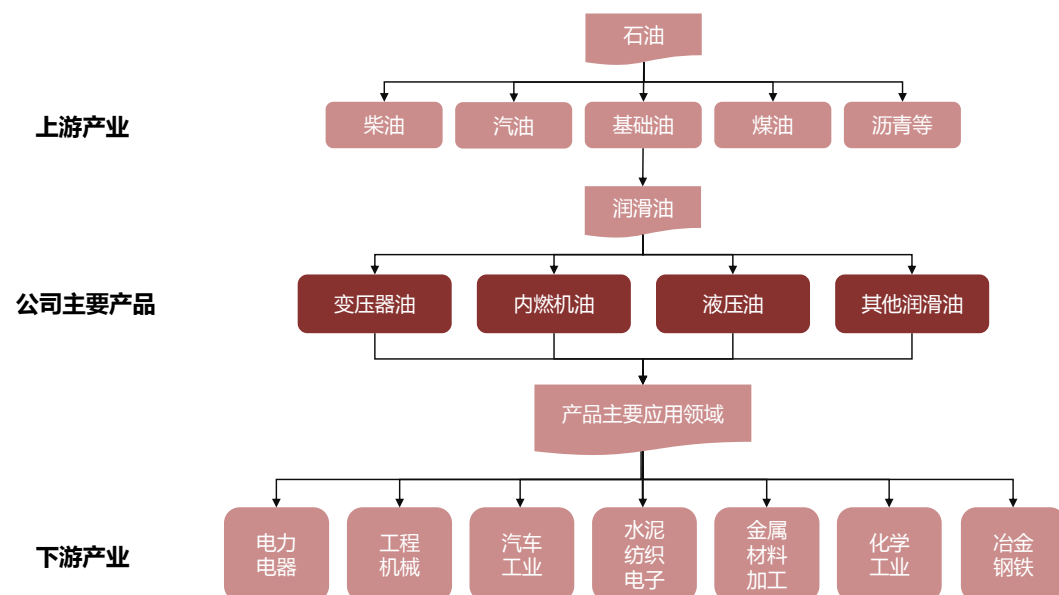 石油
上游产业
柴油
汽油
基础油
煤油
沥青等
润滑油
公司主要产品
变压器油
内燃机油
液压油
其他润滑油
产品主要应用领域
下游产业
电力
电器
工程
机械
汽车
工业
水泥
纺织
电子
金属
材料
加工
化学
工业
冶金
钢铁